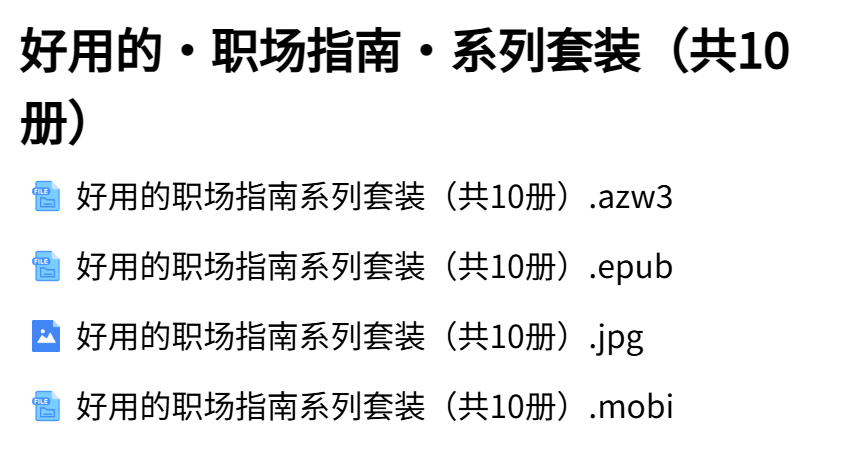 好用的·职场指南·系列套装（共10
册）
好用的职场指南系列套装（共10册）.azw3
好用的职场指南系列套装（共10册）.epub
好用的职场指南系列套装（共10册）.jpg
好用的职场指南系列套装（共10册）.mobi